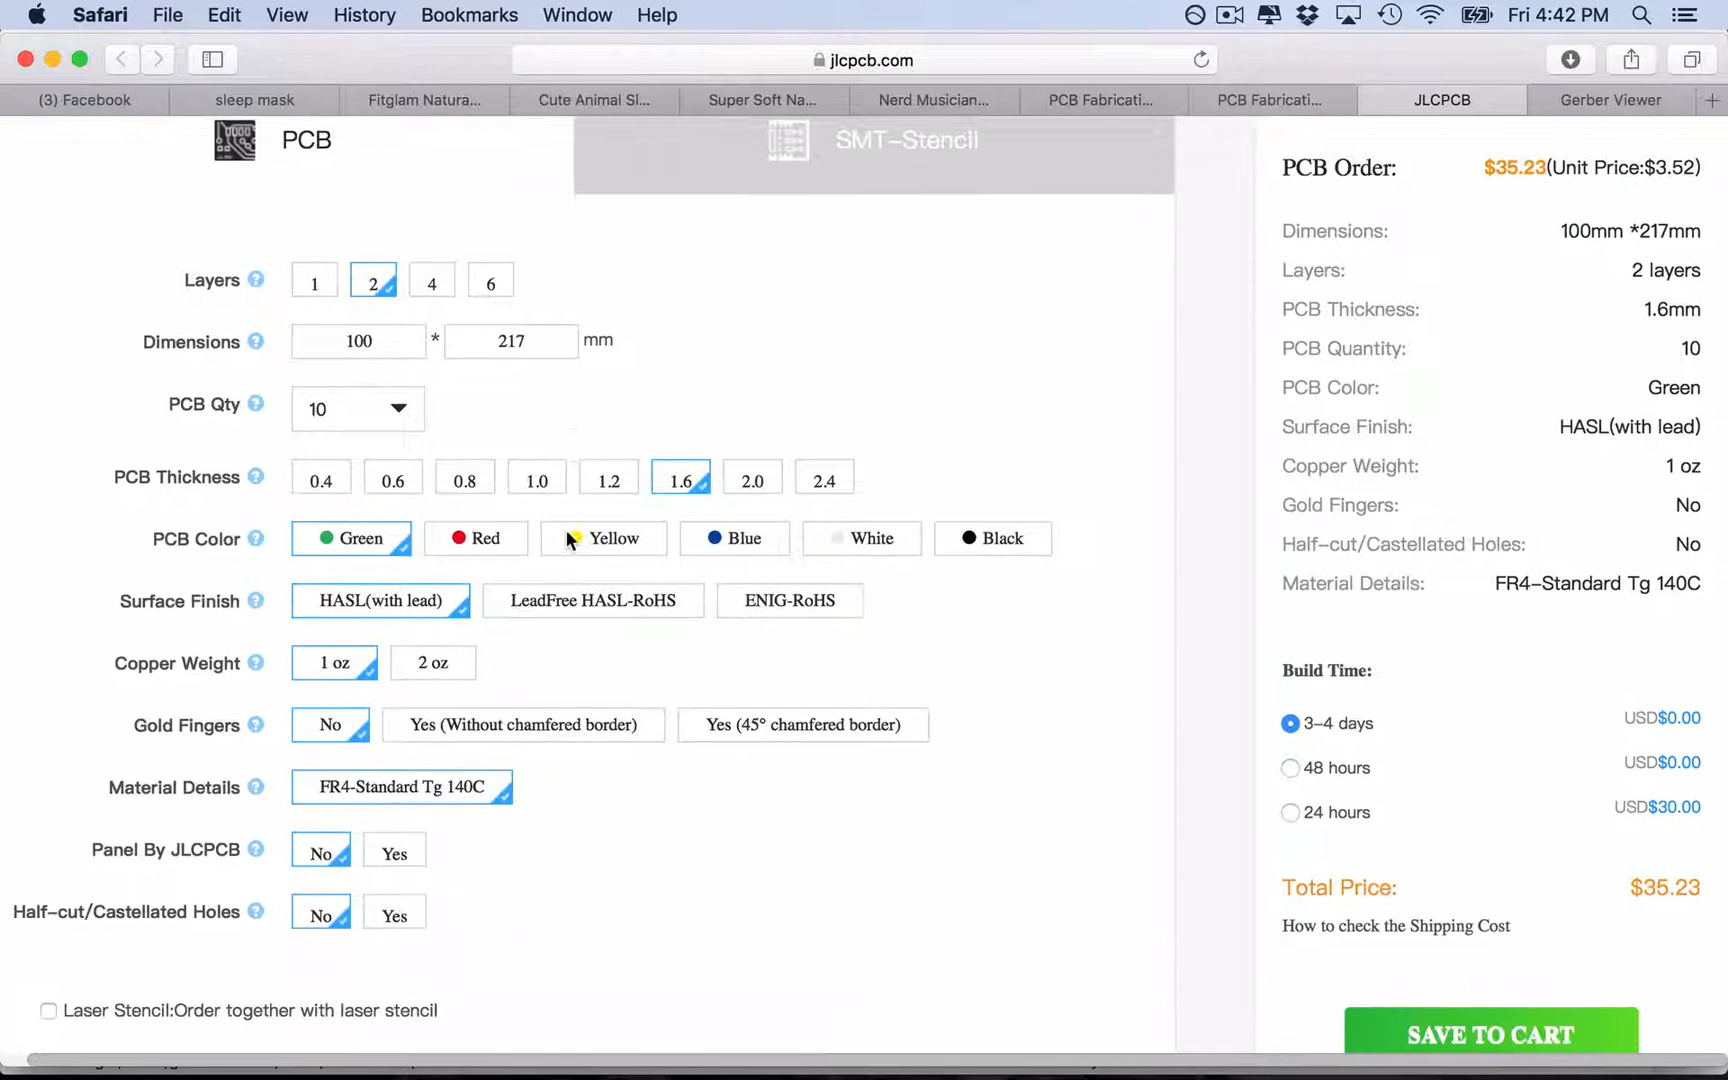 Safari File Edit View History Bookmarks Window Help Fri 4:42 PM
jlcpcb.com
(3) Facebook sleep mask Fitglam Natura... Cute Animal Sl... Super Soft Na... Nerd Musician... PCB Fabricati... PCB Fabricati... JLCPCB Gerber Viewer
PCB SMT-Stencil
Layers 1 2 4 6
Dimensions 100 * 217 mm
PCB Qty 10
PCB Thickness 0.4 0.6 0.8 1.0 1.2 1.6 2.0 2.4
PCB Color Green Red Yellow Blue White Black
Surface Finish HASL(with lead) LeadFree HASL-RoHS ENIG-RoHS
Copper Weight 1 oz 2 oz
Gold Fingers No Yes (Without chamfered border) Yes (45° chamfered border)
Material Details FR4-Standard Tg 140C
Panel By JLCPCB No Yes
Half-cut/Castellated Holes No Yes
Laser Stencil:Order together with laser stencil
PCB Order: $35.23(Unit Price:$3.52)
Dimensions: 100mm *217mm
Layers: 2 layers
PCB Thickness: 1.6mm
PCB Quantity: 10
PCB Color: Green
Surface Finish: HASL(with lead)
Copper Weight: 1 oz
Gold Fingers: No
Half-cut/Castellated Holes: No
Material Details: FR4-Standard Tg 140C
Build Time:
3-4 days USD$0.00
48 hours USD$0.00
24 hours USD$30.00
Total Price: $35.23
How to check the Shipping Cost
SAVE TO CART